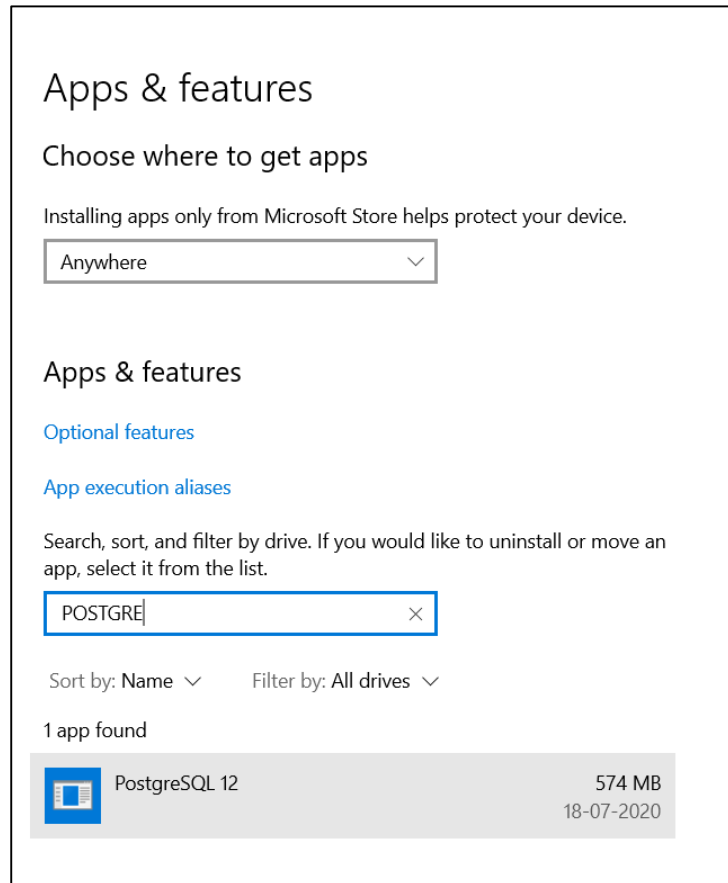 Apps & features
Choose where to get apps
Installing apps only from Microsoft Store helps protect your device.
Anywhere
Apps & features
Optional features
App execution aliases
Search, sort, and filter by drive. If you would like to uninstall or move an
app, select it from the list.
POSTGRE
Sort by: Name Filter by: All drives
1 app found
PostgreSQL 12 574 MB
18-07-2020